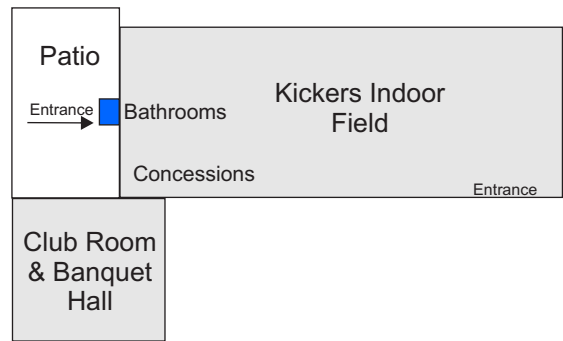 Patio
Entrance
Bathrooms
Kickers Indoor
Field
Concessions
Entrance
Club Room
& Banquet
Hall